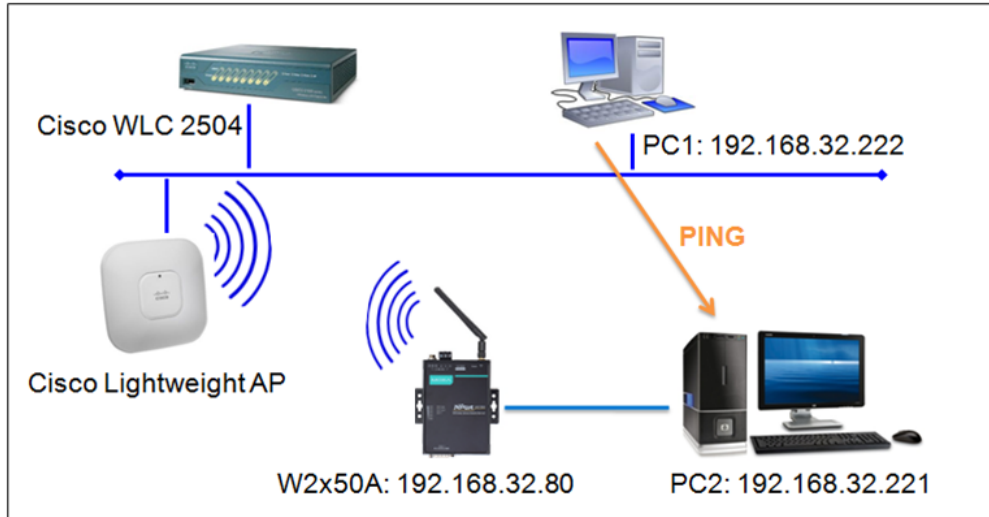 Cisco WLC 2504
PC1: 192.168.32.222
PING
Cisco Lightweight AP
W2x50A: 192.168.32.80
PC2: 192.168.32.221